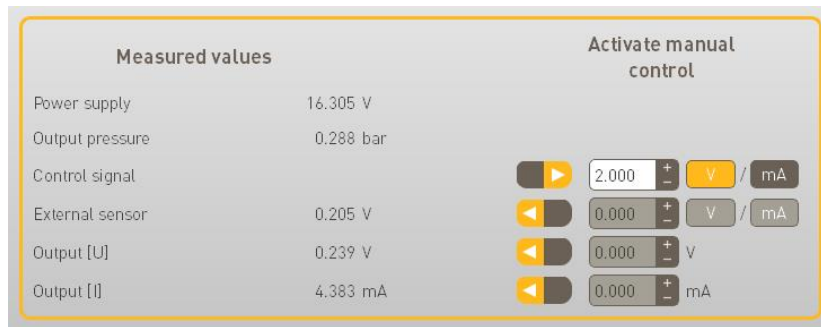 Measured values
Activate manual
control
Power supply 16.305 V
Output pressure 0.288 bar
Control signal 2.000 + - V / mA
External sensor 0.205 V 0.000 + - V / mA
Output [U] 0.239 V 0.000 + - V
Output [I] 4.383 mA 0.000 + - mA